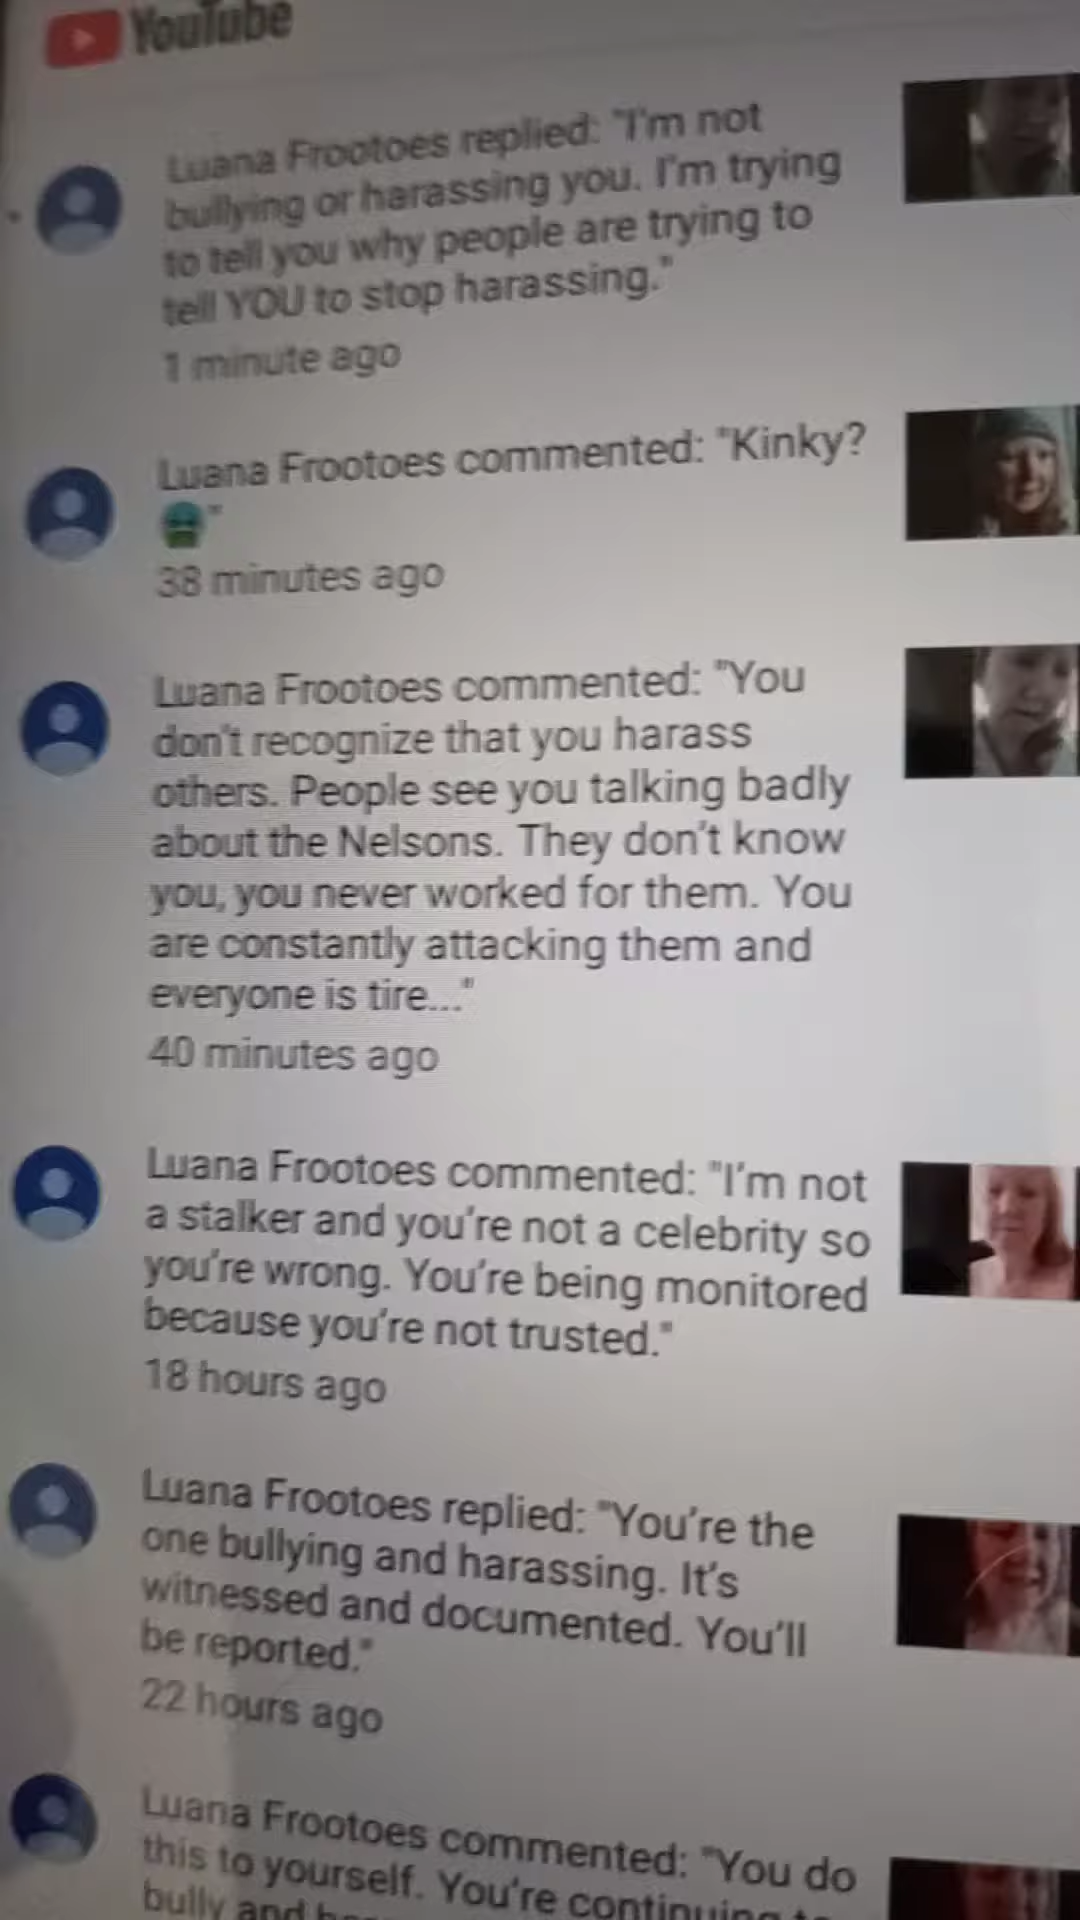 YouTube
Luana Frootoes replied: "I'm not
bullying or harassing you. I'm trying
to tell you why people are trying to
tell YOU to stop harassing."
1 minute ago
Luana Frootoes commented: "Kinky?
🤮"
38 minutes ago
Luana Frootoes commented: "You
don't recognize that you harass
others. People see you talking badly
about the Nelsons. They don't know
you, you never worked for them. You
are constantly attacking them and
everyone is tire..."
40 minutes ago
Luana Frootoes commented: "I'm not
a stalker and you're not a celebrity so
you're wrong. You're being monitored
because you're not trusted."
18 hours ago
Luana Frootoes replied: "You're the
one bullying and harassing. It's
witnessed and documented. You'll
be reported."
22 hours ago
Luana Frootoes commented: "You do
this to yourself. You're continuing to
bully and